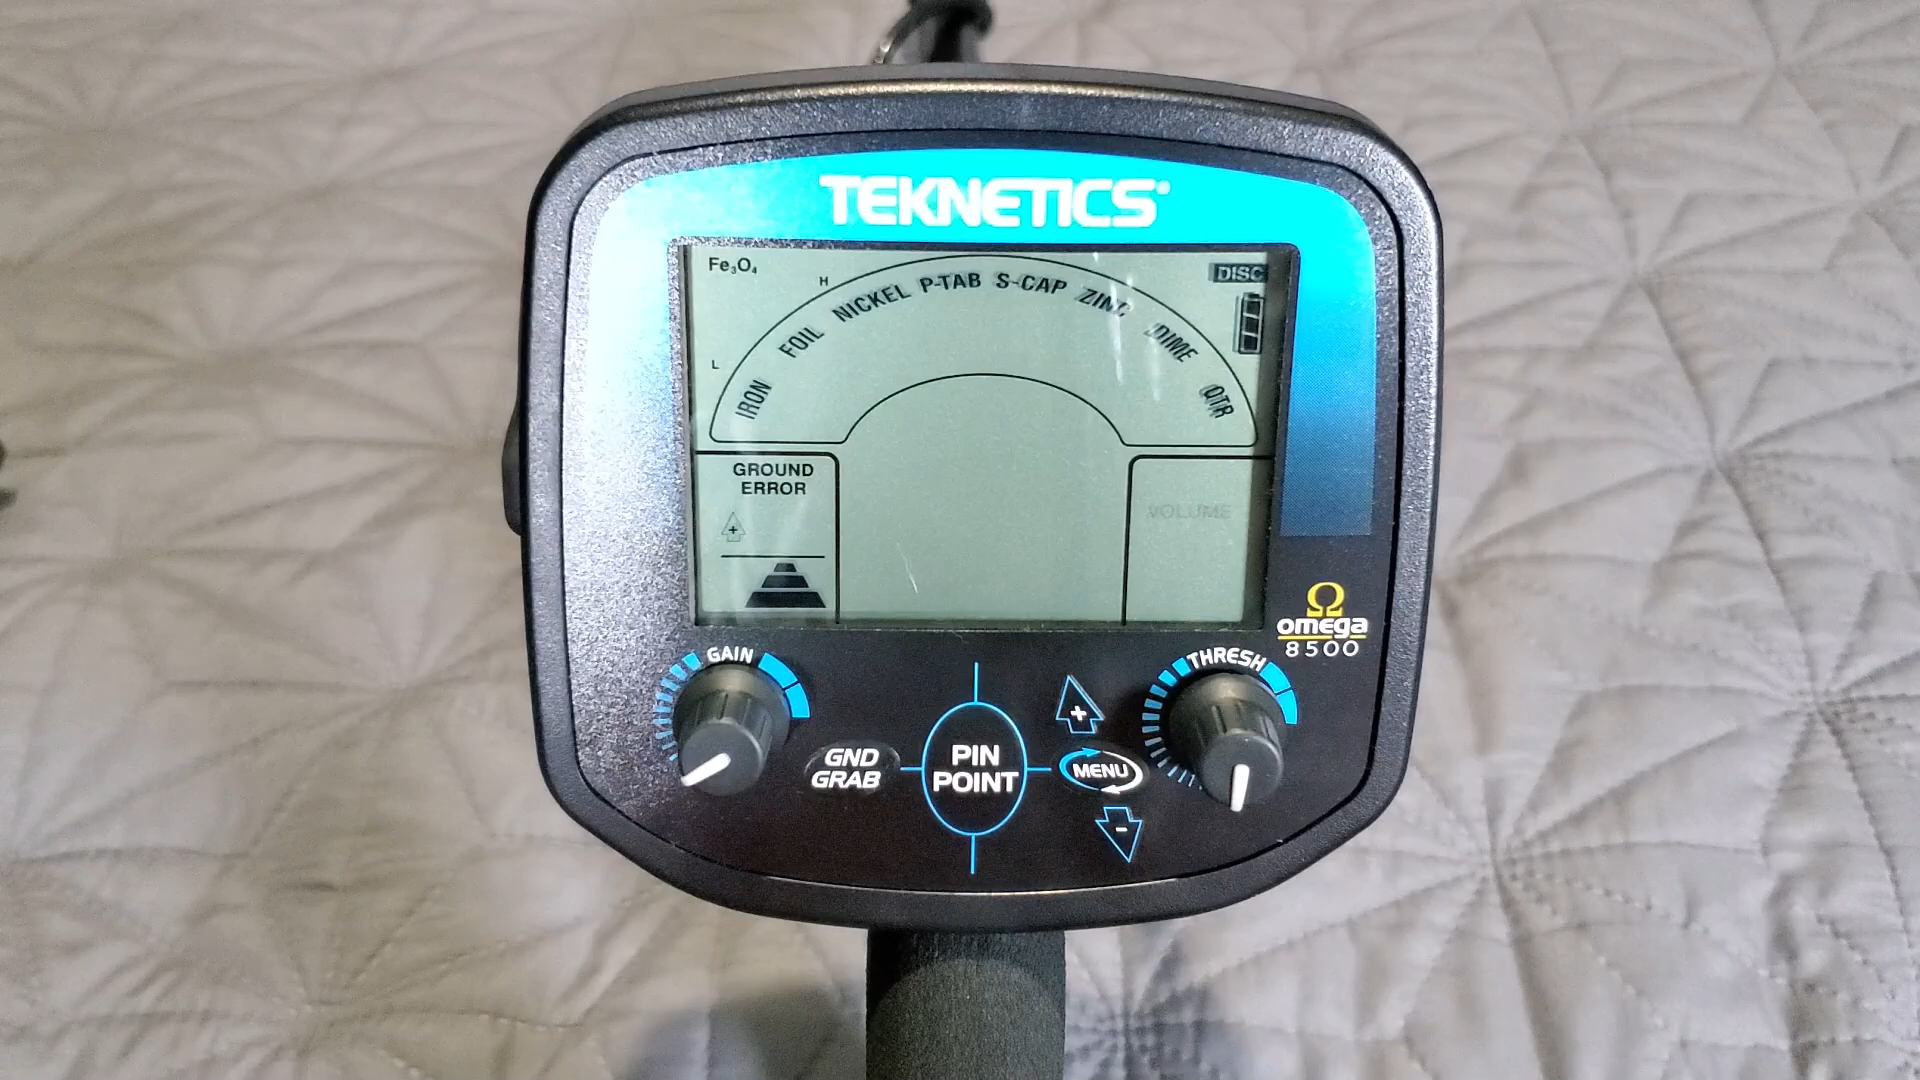 TEKNETICS®
Fe₃O₄
DISC
L
H
IRON FOIL NICKEL P-TAB S-CAP ZINC DIME QTR
GROUND
ERROR
+
VOLUME
Ω
omega
8500
GAIN
THRESH
GND
GRAB
PIN
POINT
+
MENU
-